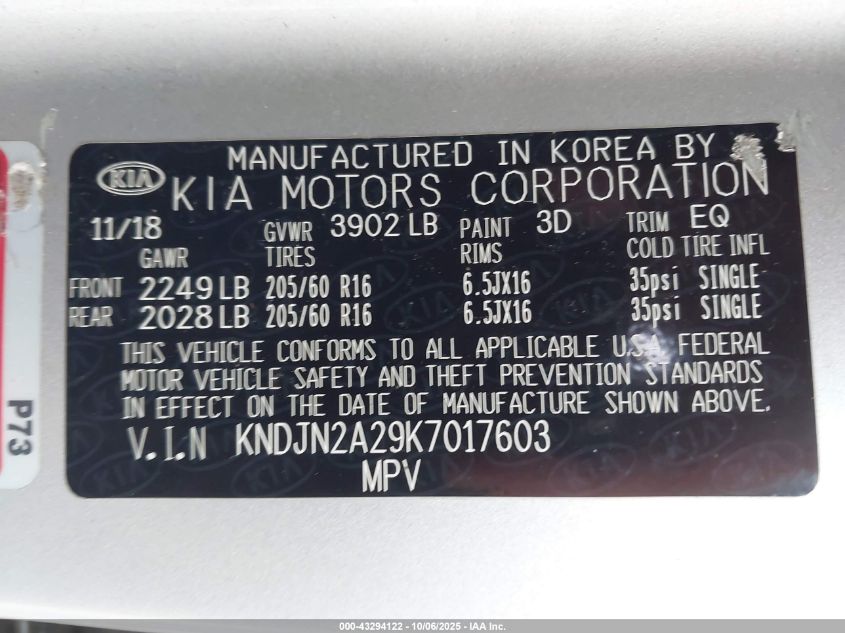 MANUFACTURED IN KOREA BY
KIA KIA MOTORS CORPORATION
11/18 GVWR 3902 LB PAINT 3D TRIM EQ
GAWR TIRES RIMS COLD TIRE INFL
FRONT 2249 LB 205/60 R16 6.5JX16 35psi SINGLE
REAR 2028 LB 205/60 R16 6.5JX16 35psi SINGLE
THIS VEHICLE CONFORMS TO ALL APPLICABLE U.S.A. FEDERAL
MOTOR VEHICLE SAFETY AND THEFT PREVENTION STANDARDS
IN EFFECT ON THE DATE OF MANUFACTURE SHOWN ABOVE.
V.I.N KNDJN2A29K7017603
MPV
P73
000-43294122 - 10/06/2025 - IAA Inc.